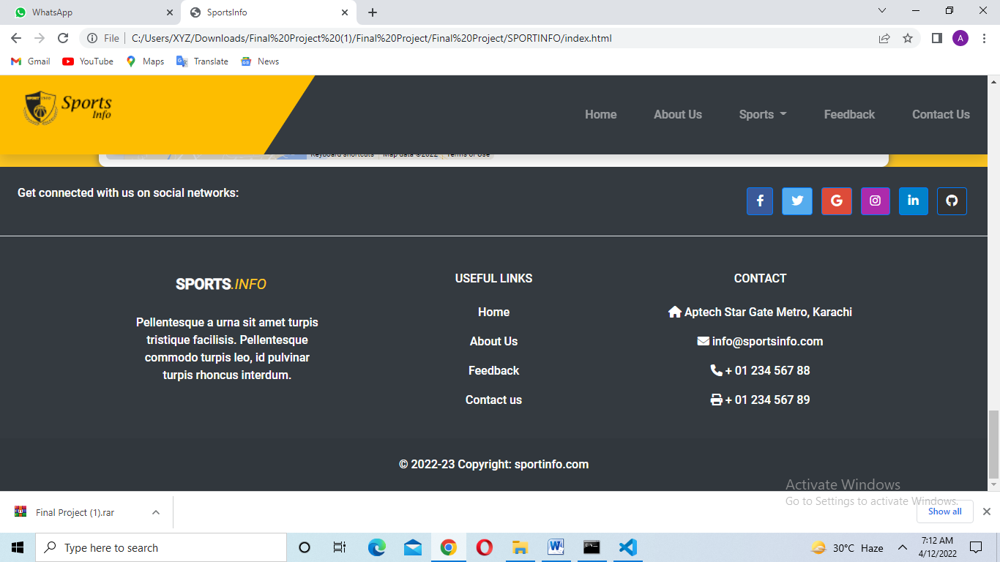 WhatsApp
SportsInfo
File
C:/Users/XYZ/Downloads/Final%20Project%20(1)/Final%20Project/Final%20Project/SPORTINFO/index.html
A
Gmail
YouTube
Maps
Translate
News
Sports
Info
Home
About Us
Sports
Feedback
Contact Us
Keyboard shortcuts
Map data ©2022
Terms of Use
Get connected with us on social networks:
SPORTS.INFO
Pellentesque a urna sit amet turpis
tristique facilisis. Pellentesque
commodo turpis leo, id pulvinar
turpis rhoncus interdum.
USEFUL LINKS
Home
About Us
Feedback
Contact us
CONTACT
Aptech Star Gate Metro, Karachi
info@sportsinfo.com
+ 01 234 567 88
+ 01 234 567 89
© 2022-23 Copyright: sportinfo.com
Activate Windows
Go to Settings to activate Windows.
Final Project (1).rar
Show all
Type here to search
30°C Haze
7:12 AM
4/12/2022